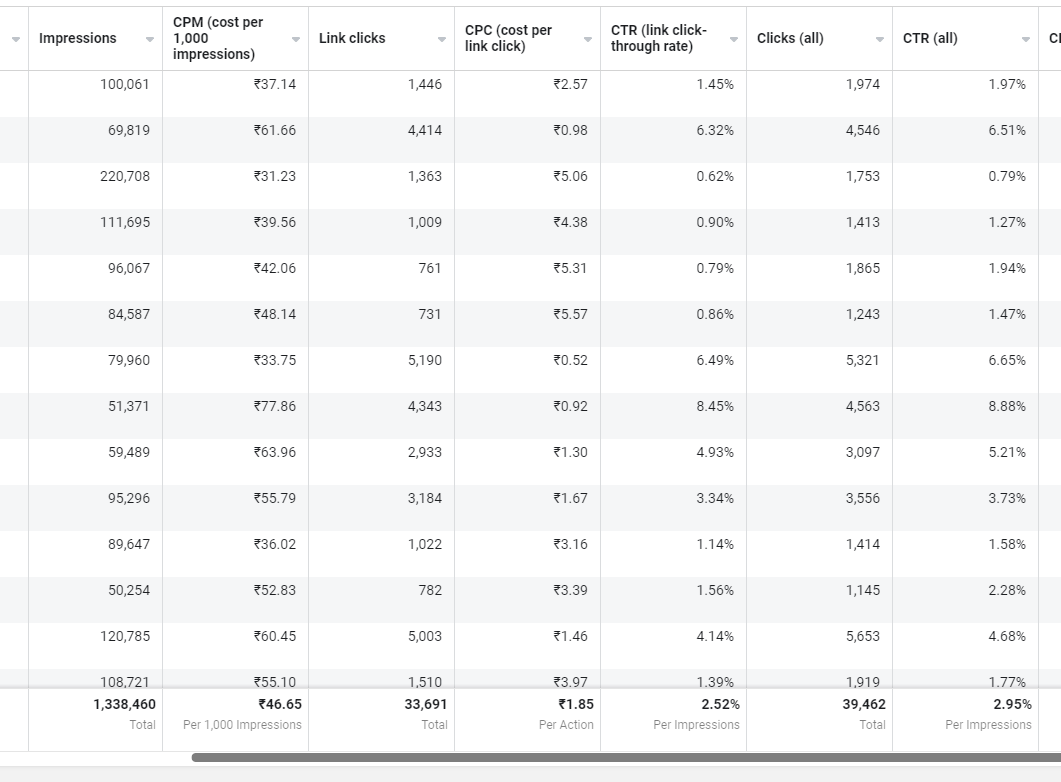 Impressions CPM (cost per 1,000 impressions) Link clicks CPC (cost per link click) CTR (link click-through rate) Clicks (all) CTR (all)
100,061 ₹37.14 1,446 ₹2.57 1.45% 1,974 1.97%
69,819 ₹61.66 4,414 ₹0.98 6.32% 4,546 6.51%
220,708 ₹31.23 1,363 ₹5.06 0.62% 1,753 0.79%
111,695 ₹39.56 1,009 ₹4.38 0.90% 1,413 1.27%
96,067 ₹42.06 761 ₹5.31 0.79% 1,865 1.94%
84,587 ₹48.14 731 ₹5.57 0.86% 1,243 1.47%
79,960 ₹33.75 5,190 ₹0.52 6.49% 5,321 6.65%
51,371 ₹77.86 4,343 ₹0.92 8.45% 4,563 8.88%
59,489 ₹63.96 2,933 ₹1.30 4.93% 3,097 5.21%
95,296 ₹55.79 3,184 ₹1.67 3.34% 3,556 3.73%
89,647 ₹36.02 1,022 ₹3.16 1.14% 1,414 1.58%
50,254 ₹52.83 782 ₹3.39 1.56% 1,145 2.28%
120,785 ₹60.45 5,003 ₹1.46 4.14% 5,653 4.68%
108,721 ₹55.10 1,510 ₹3.97 1.39% 1,919 1.77%
1,338,460 ₹46.65 33,691 ₹1.85 2.52% 39,462 2.95%
Total Per 1,000 Impressions Total Per Action Per Impressions Total Per Impressions